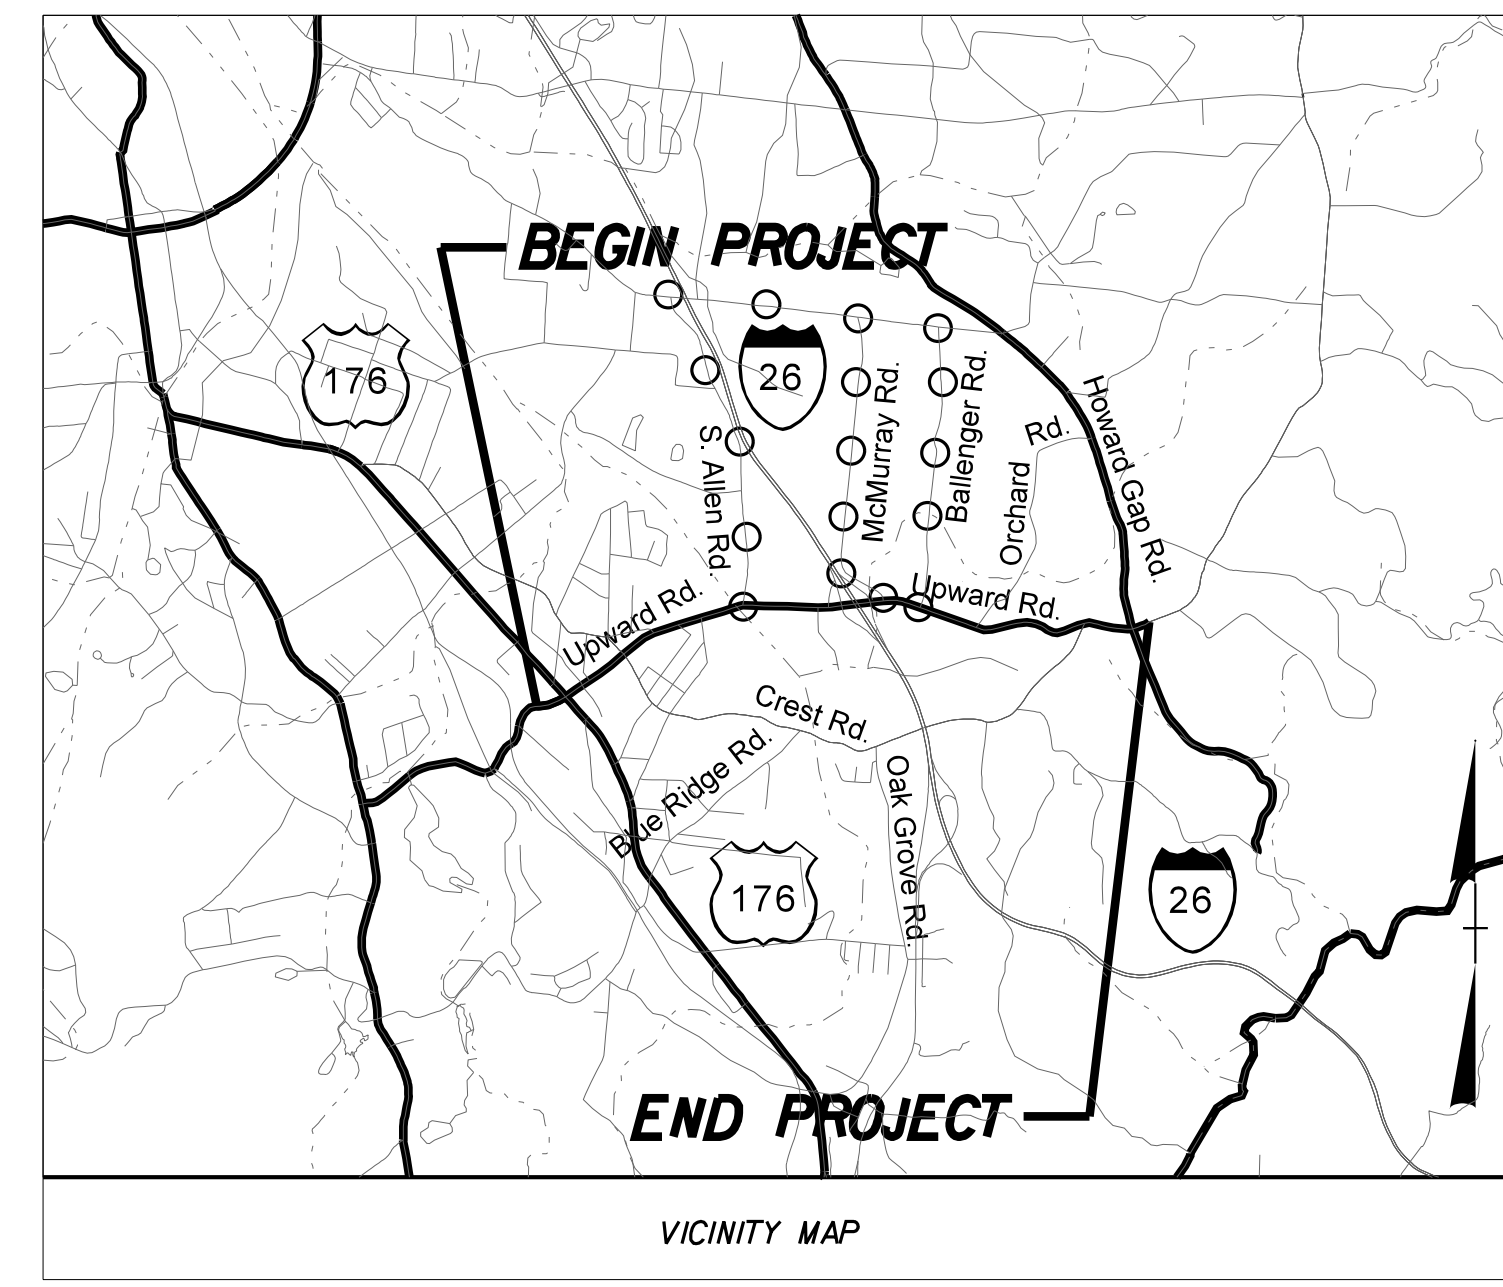 BEGIN PROJECT
176
26
S. Allen Rd.
McMurray Rd.
Ballenger Rd.
Orchard Rd.
Howard Gap Rd.
Upward Rd.
Upward Rd.
Crest Rd.
Blue Ridge Rd.
Oak Grove Rd.
176
26
END PROJECT
VICINITY MAP